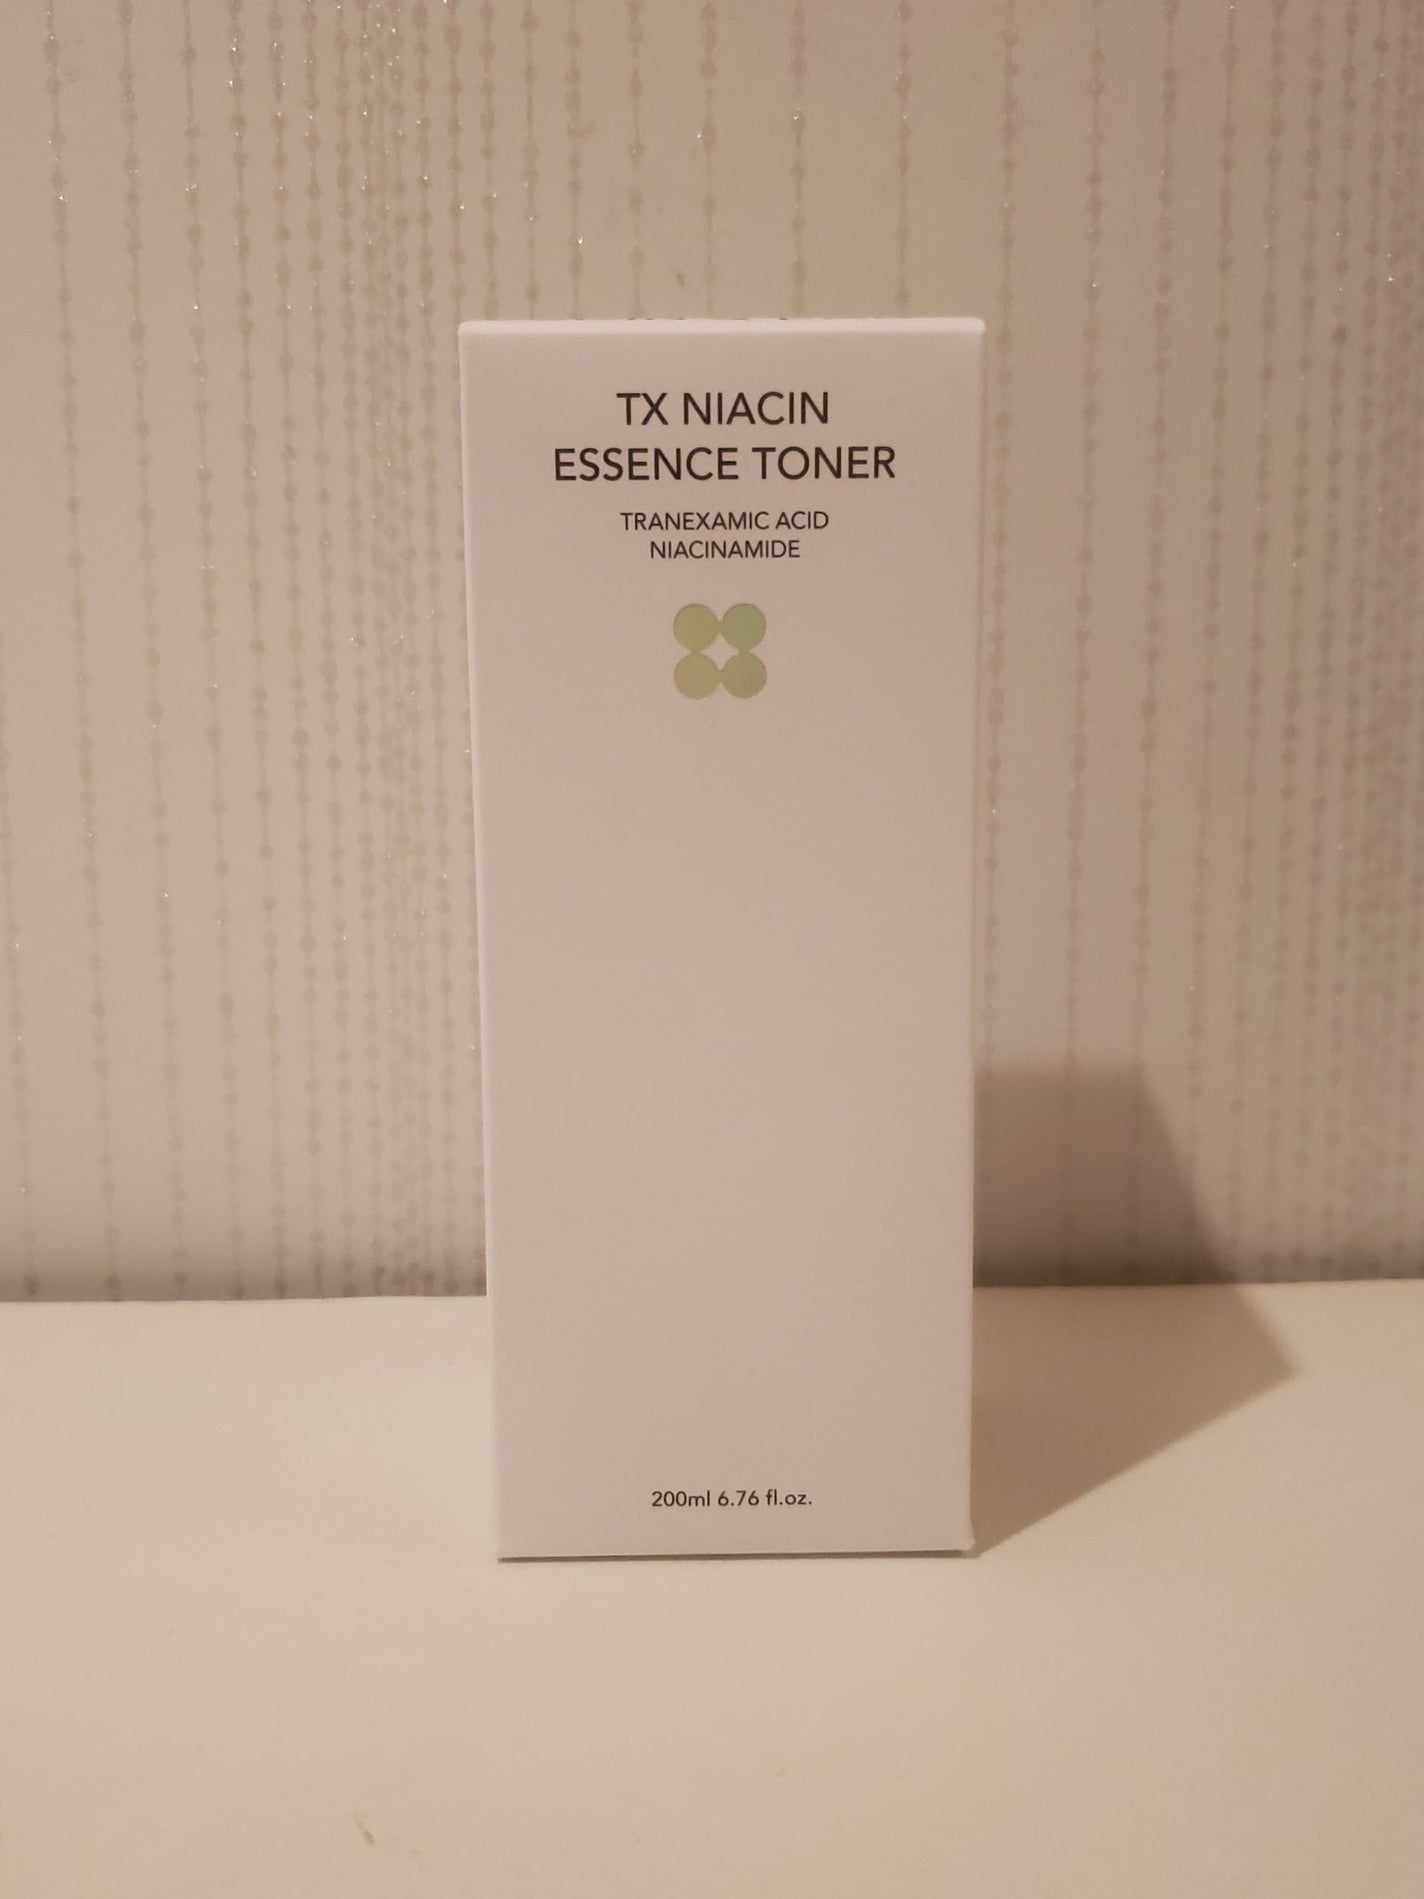 TX NIACIN
ESSENCE TONER
TRANEXAMIC ACID
NIACINAMIDE
200ml 6.76 fl.oz.